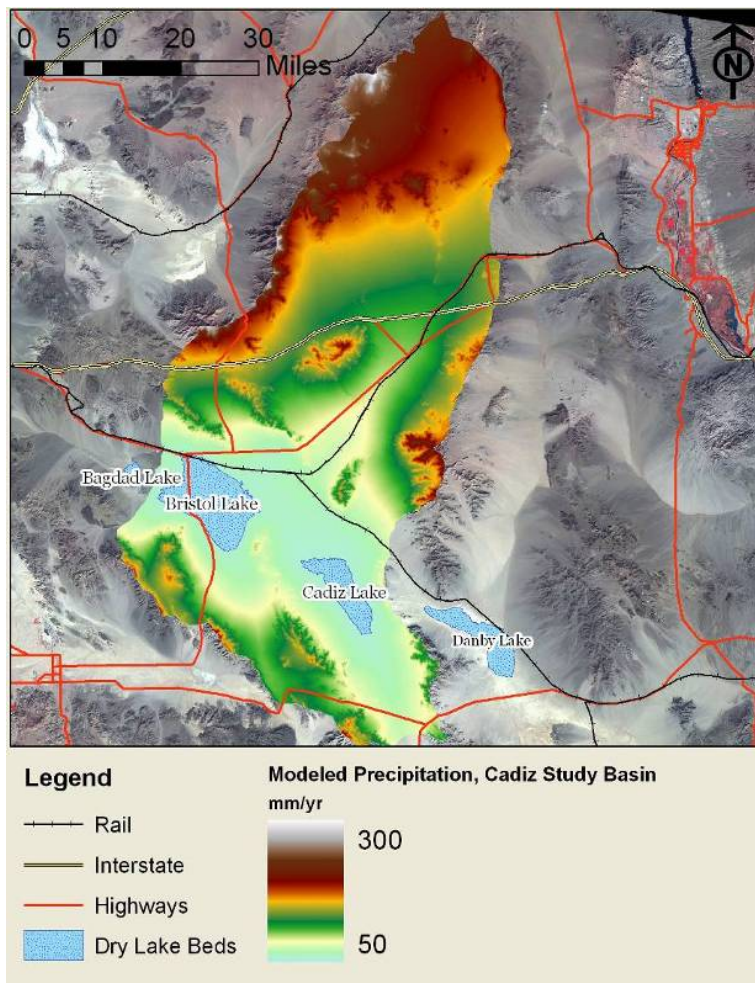 0 5 10 20 30
Miles
N
Bagdad Lake
Bristol Lake
Cadiz Lake
Danby Lake
Legend
Rail
Interstate
Highways
Dry Lake Beds
Modeled Precipitation, Cadiz Study Basin
mm/yr
300
50